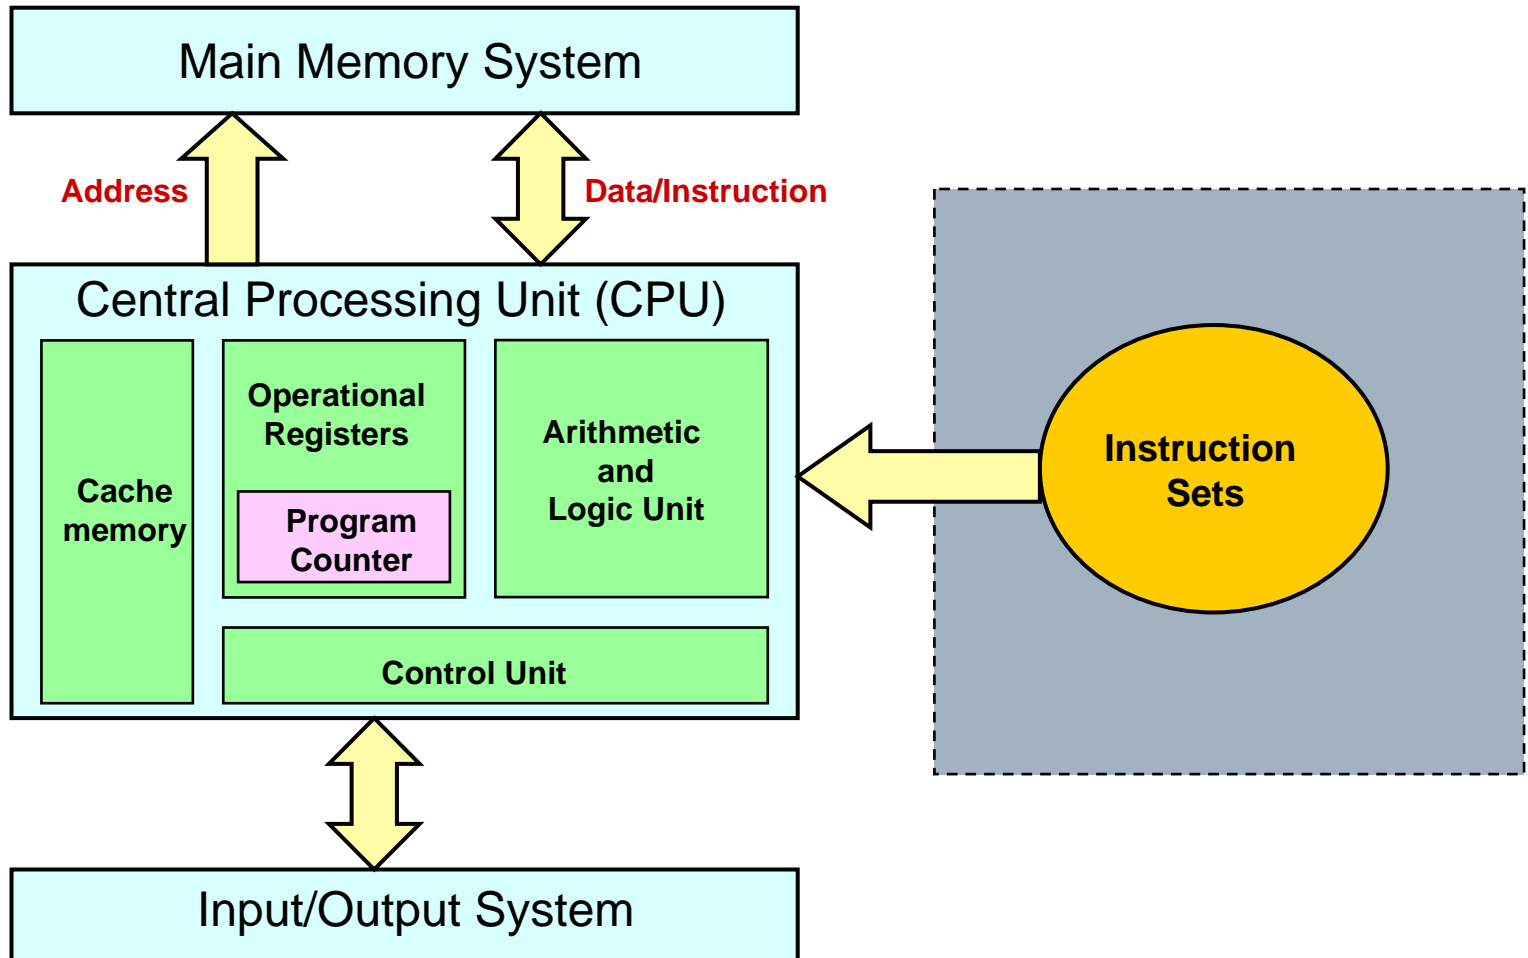 Main Memory System
Address
Data/Instruction
Central Processing Unit (CPU)
Cache
memory
Operational
Registers
Program
Counter
Arithmetic
and
Logic Unit
Control Unit
Instruction
Sets
Input/Output System